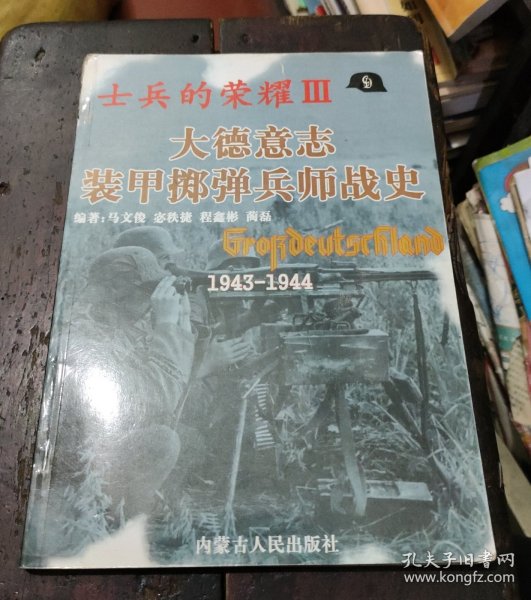 士兵的荣耀III
大德意志
装甲掷弹兵师战史
编著:马文俊 宓秩捷 程鑫彬 蔺磊
Großdeutschland
1943-1944
内蒙古人民出版社
孔夫子旧书网
www.kongfz.com